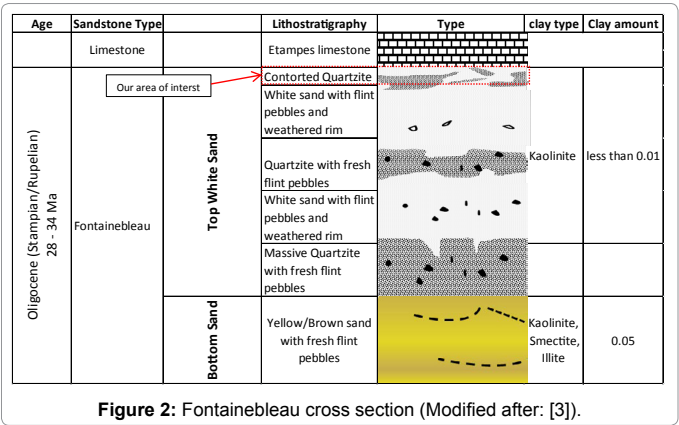 Age Sandstone Type Lithostratigraphy Type clay type Clay amount
Limestone Etampes limestone
Our area of interst
Contorted Quartzite
White sand with flint
pebbles and
weathered rim
Quartzite with fresh
flint pebbles
White sand with flint
pebbles and
weathered rim
Massive Quartzite
with fresh flint
pebbles
Yellow/Brown sand
with fresh flint
pebbles
Oligocene (Stampian/Rupelian)
28 - 34 Ma
Fontainebleau
Top White Sand
Bottom Sand
Kaolinite
less than 0.01
Kaolinite,
Smectite,
Illite
0.05
Figure 2: Fontainebleau cross section (Modified after: [3]).